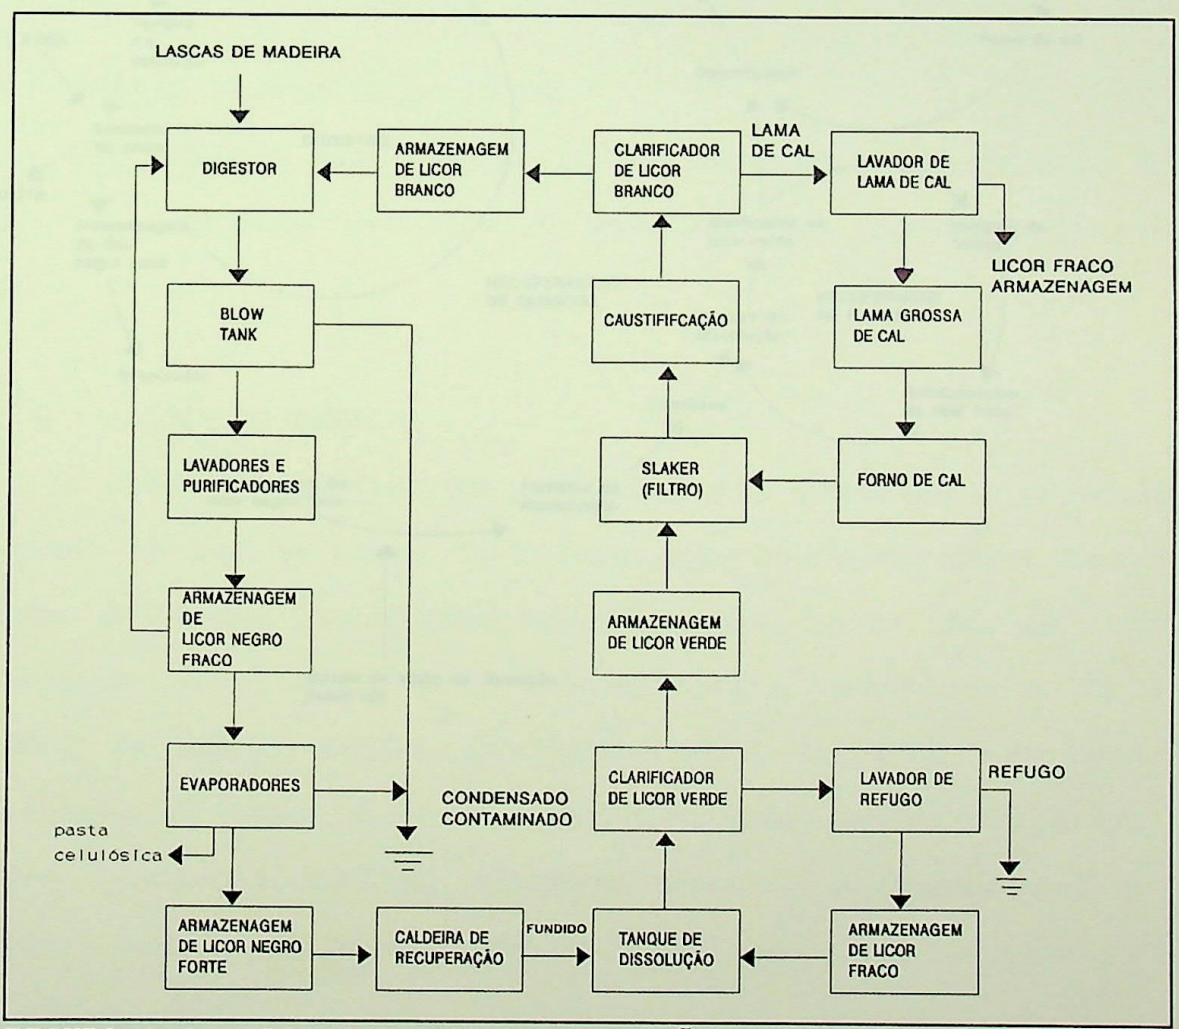 LASCAS DE MADEIRA
DIGESTOR
ARMAZENAGEM
DE LICOR
BRANCO
CLARIFICADOR
DE LICOR
BRANCO
LAMA
DE CAL
LAVADOR DE
LAMA DE CAL
LICOR FRACO
ARMAZENAGEM
BLOW
TANK
CAUSTIFIFCAÇÃO
LAMA GROSSA
DE CAL
LAVADORES E
PURIFICADORES
SLAKER
(FILTRO)
FORNO DE CAL
ARMAZENAGEM
DE
LICOR NEGRO
FRACO
ARMAZENAGEM
DE LICOR VERDE
EVAPORADORES
CONDENSADO
CONTAMINADO
CLARIFICADOR
DE LICOR VERDE
LAVADOR DE
REFUGO
REFUGO
pasta
celulósica
ARMAZENAGEM
DE LICOR NEGRO
FORTE
CALDEIRA DE
RECUPERAÇÃO
FUNDIDO
TANQUE DE
DISSOLUÇÃO
ARMAZENAGEM
DE LICOR
FRACO